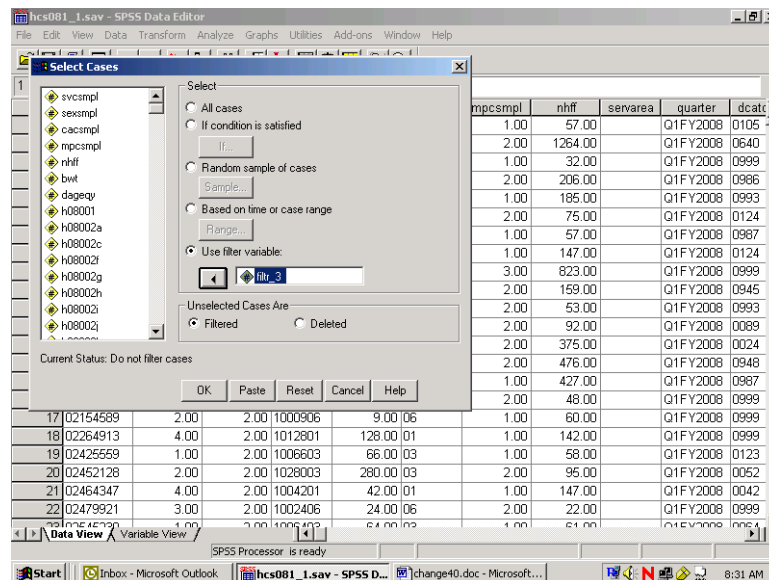 hcs081_1.sav - SPSS Data Editor
File Edit View Data Transform Analyze Graphs Utilities Add-ons Window Help
Select Cases
1
svcsmpl
sexsmpl
cacsmpl
mpcsmpl
nhff
bwt
dageqy
h08001
h08002a
h08002c
h08002f
h08002g
h08002h
h08002i
h08002j
Select
All cases
If condition is satisfied
If...
Random sample of cases
Sample...
Based on time or case range
Range...
Use filter variable:
filtr_3
Unselected Cases Are
Filtered Deleted
Current Status: Do not filter cases
OK Paste Reset Cancel Help
mpcsmpl nhff servarea quarter dcatc
1.00 57.00 Q1FY2008 0105
2.00 1264.00 Q1FY2008 0640
1.00 32.00 Q1FY2008 0999
2.00 206.00 Q1FY2008 0986
1.00 185.00 Q1FY2008 0993
2.00 75.00 Q1FY2008 0124
1.00 57.00 Q1FY2008 0987
1.00 147.00 Q1FY2008 0124
3.00 823.00 Q1FY2008 0999
2.00 159.00 Q1FY2008 0945
2.00 53.00 Q1FY2008 0993
2.00 92.00 Q1FY2008 0089
2.00 375.00 Q1FY2008 0024
2.00 476.00 Q1FY2008 0948
1.00 427.00 Q1FY2008 0987
2.00 48.00 Q1FY2008 0999
17 02154589 2.00 2.00 1000906 9.00 06 1.00 60.00 Q1FY2008 0999
18 02264913 4.00 2.00 1012801 128.00 01 1.00 142.00 Q1FY2008 0999
19 02425559 1.00 2.00 1006603 66.00 03 1.00 58.00 Q1FY2008 0123
20 02452128 2.00 2.00 1028003 280.00 03 2.00 95.00 Q1FY2008 0052
21 02464347 4.00 2.00 1004201 42.00 01 1.00 147.00 Q1FY2008 0042
22 02479921 3.00 2.00 1002406 24.00 06 2.00 22.00 Q1FY2008 0999
Data View Variable View
SPSS Processor is ready
Start Inbox - Microsoft Outlook hcs081_1.sav - SPSS D... change40.doc - Microsoft... 8:31 AM